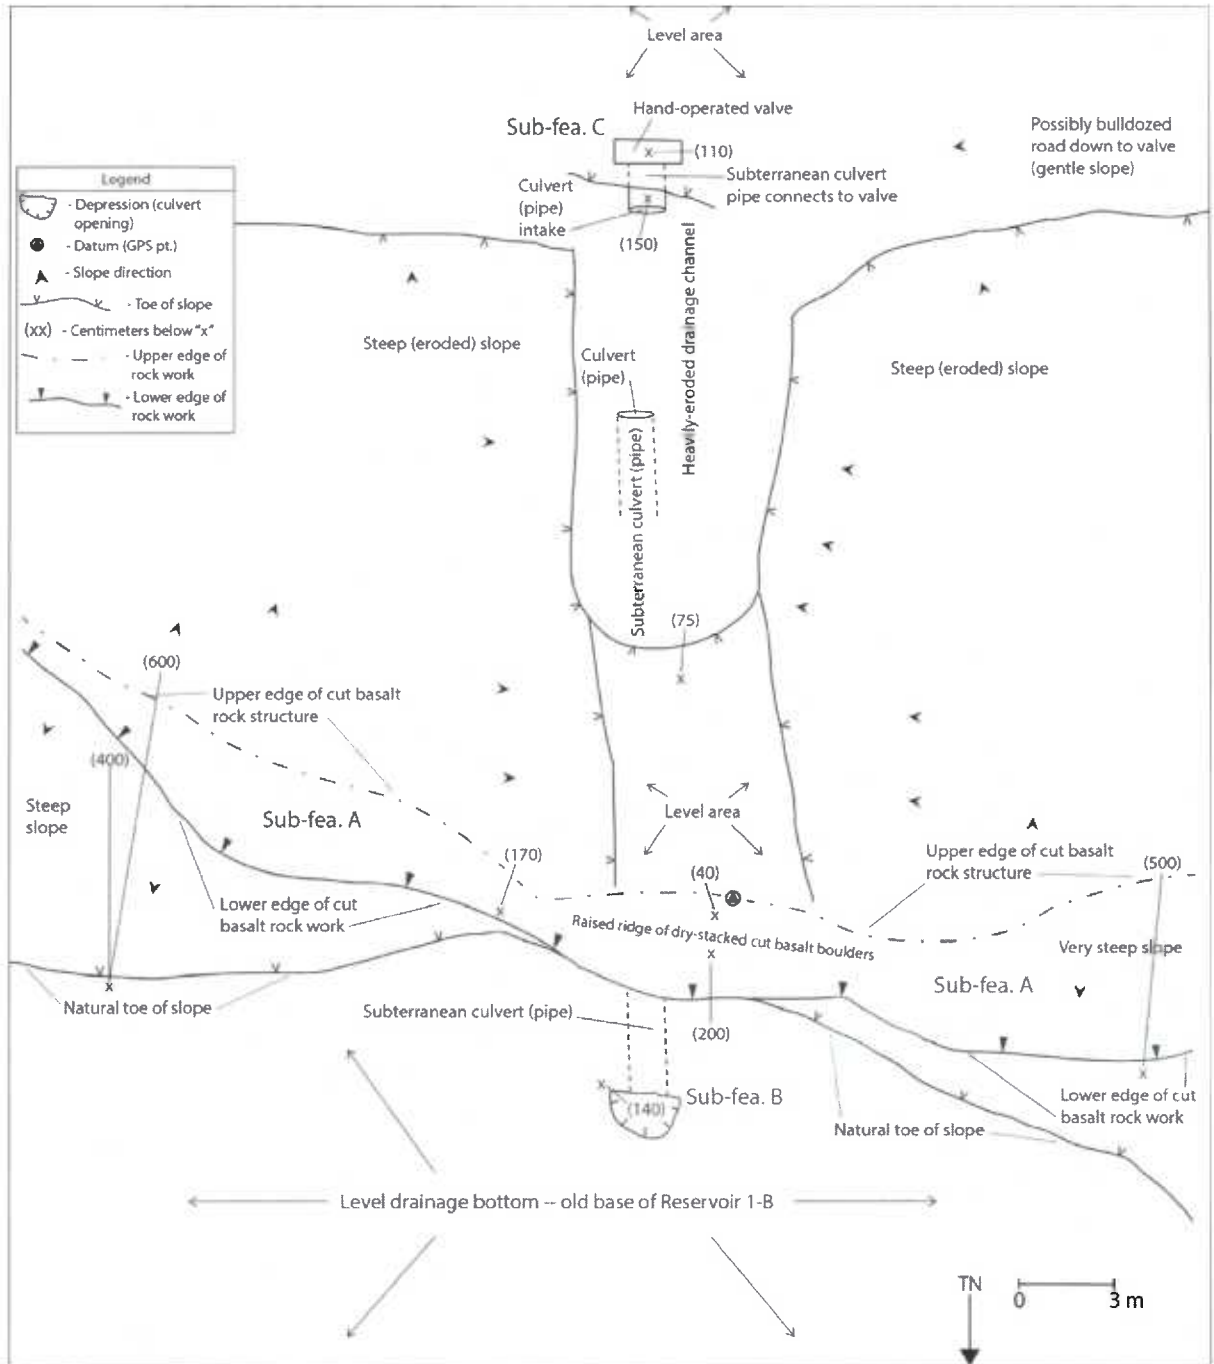 Level area
Hand-operated valve
Sub-fea. C
(110)
Possibly bulldozed
road down to valve
(gentle slope)
Subterranean culvert
pipe connects to valve
Culvert
(pipe)
intake
(150)
Legend
- Depression (culvert
opening)
- Datum (GPS pt.)
- Slope direction
- Toe of slope
(xx) - Centimeters below "x"
- Upper edge of
rock work
- Lower edge of
rock work
Heavily-eroded drainage channel
Steep (eroded) slope
Culvert
(pipe)
Steep (eroded) slope
Subterranean culvert (pipe)
(75)
(600)
Upper edge of cut basalt
rock structure
(400)
Steep
slope
Sub-fea. A
Level area
(170)
(40)
Upper edge of cut basalt
rock structure
(500)
Lower edge of cut
basalt rock work
Raised ridge of dry-stacked cut basalt boulders
Very steep slope
Sub-fea. A
Natural toe of slope
Subterranean culvert (pipe)
(200)
Sub-fea. B
(140)
Lower edge of cut
basalt rock work
Natural toe of slope
Level drainage bottom -- old base of Reservoir 1-B
TN
0 3 m
x
x
x
x
x
x
x
x
x